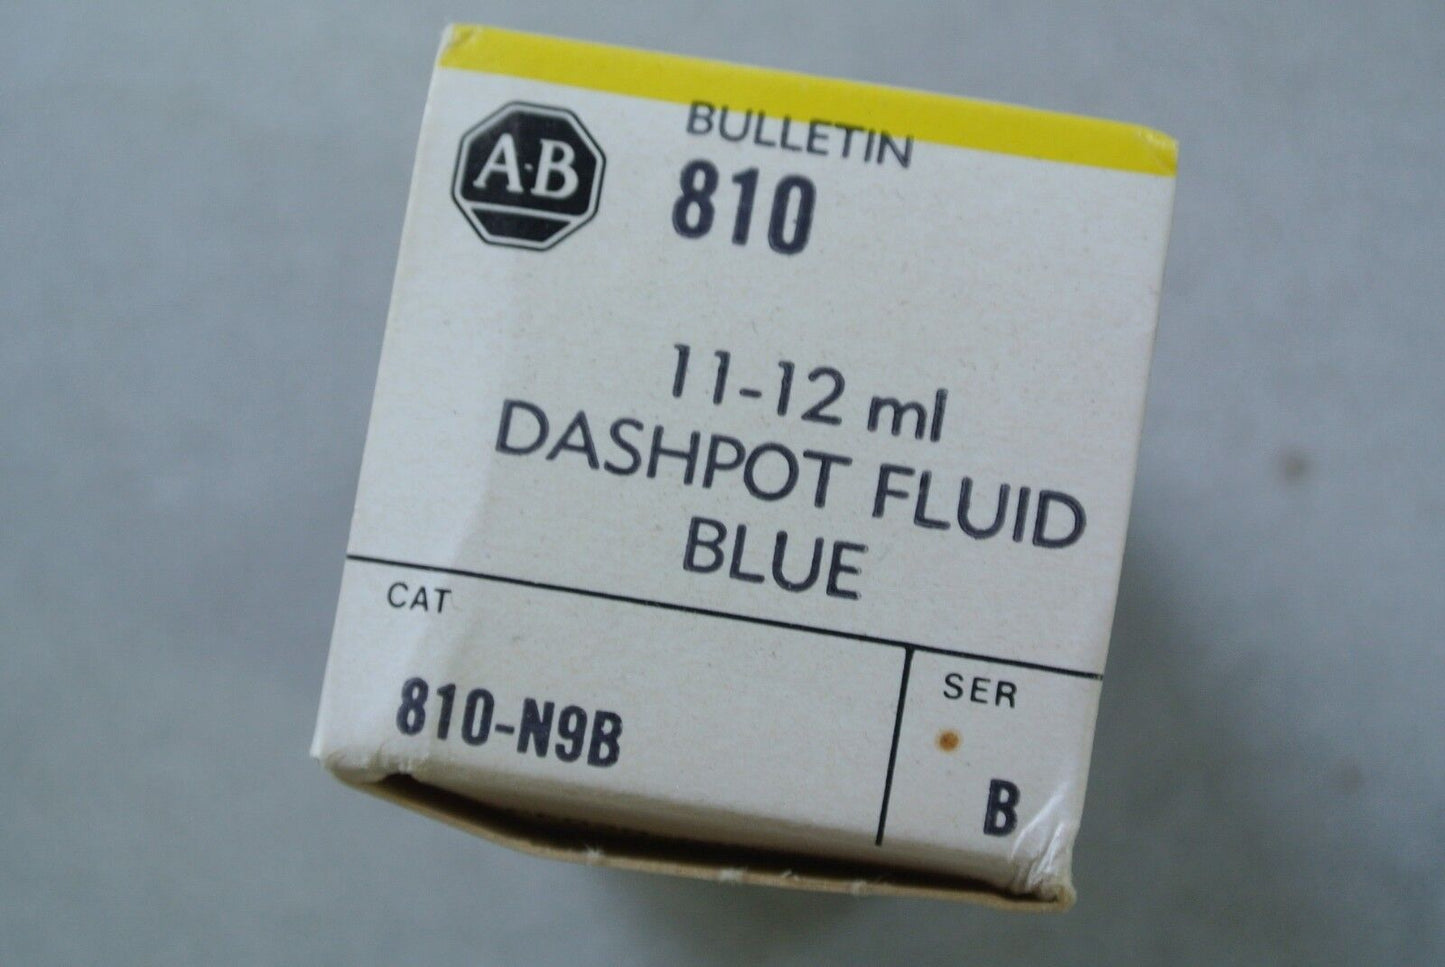 A-B
BULLETIN
810
11-12 ml
DASHPOT FLUID
BLUE
CAT
810-N9B
SER
B